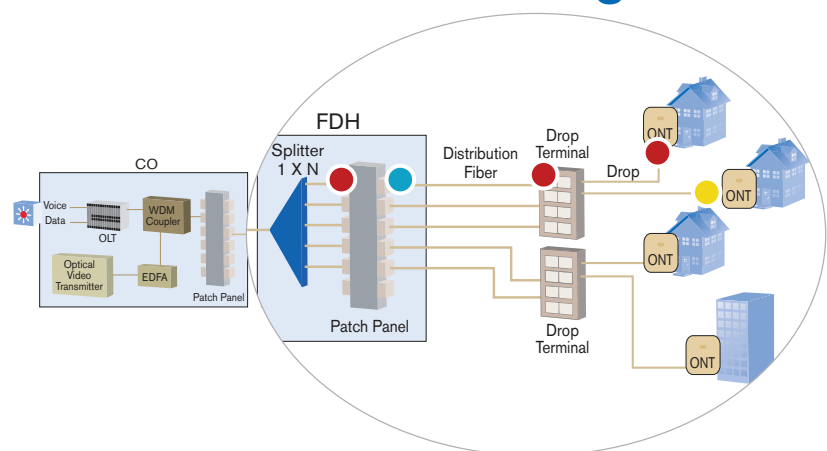 CO
Voice
Data
OLT
WDM
Coupler
Optical
Video
Transmitter
EDFA
Patch Panel
FDH
Splitter
1 X N
Patch Panel
Distribution
Fiber
Drop
Terminal
Drop
Drop
Terminal
ONT
ONT
ONT
ONT